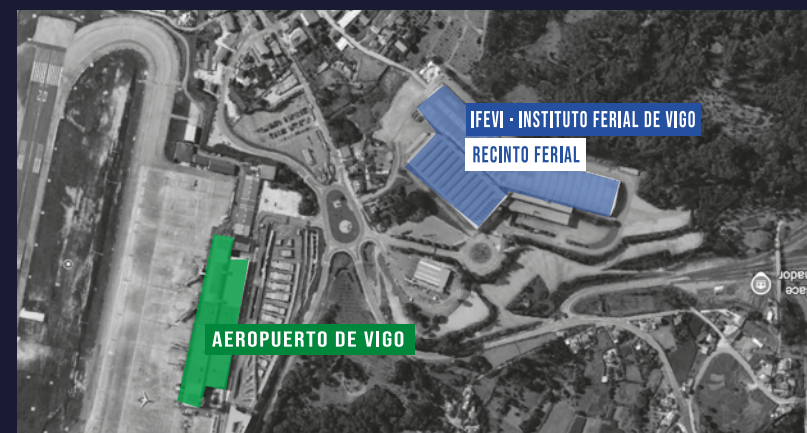 IFEVI - INSTITUTO FERIAL DE VIGO
RECINTO FERIAL
AEROPUERTO DE VIGO